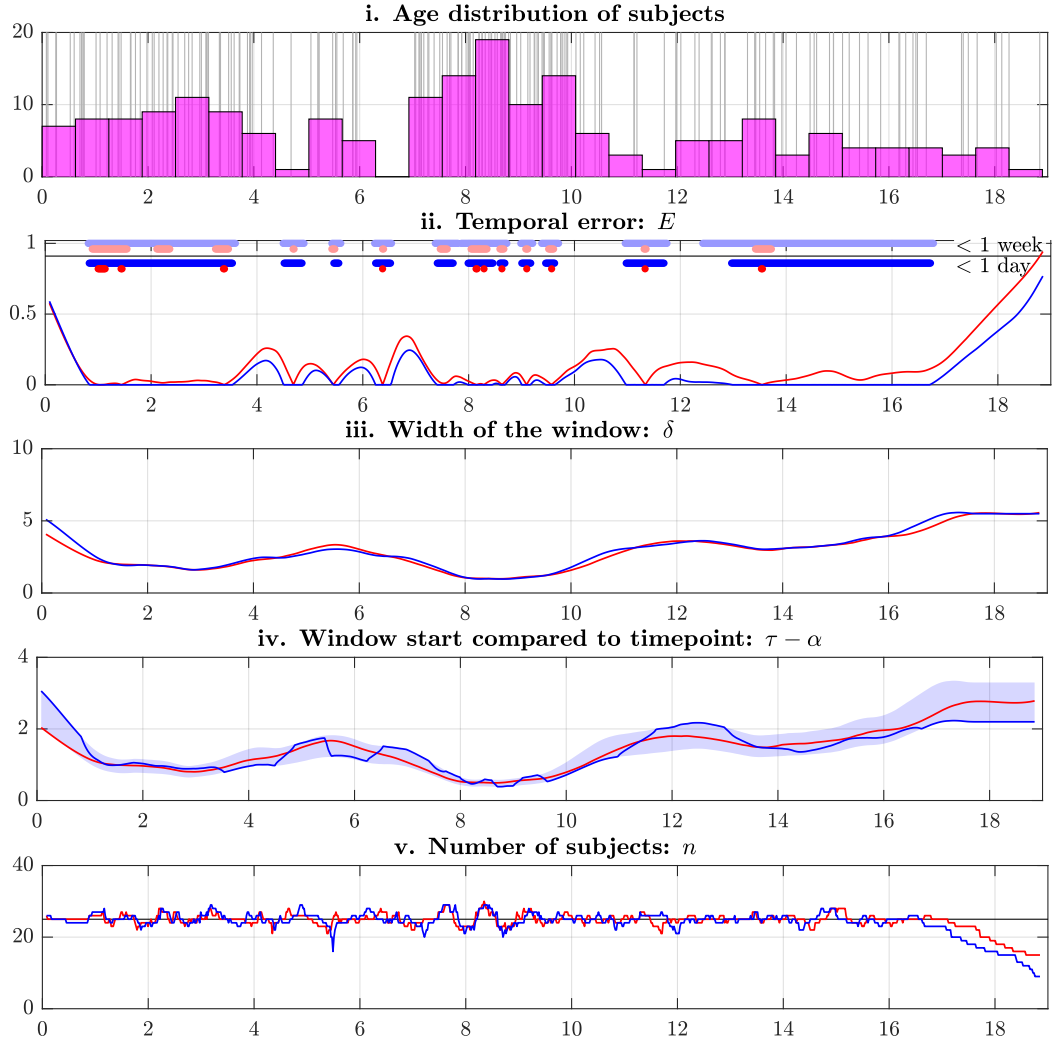 i. Age distribution of subjects
20
10
0
0 2 4 6 8 10 12 14 16 18
ii. Temporal error: E
1
< 1 week
< 1 day
0.5
0
0 2 4 6 8 10 12 14 16 18
iii. Width of the window: δ
10
5
0
0 2 4 6 8 10 12 14 16 18
iv. Window start compared to timepoint: τ − α
4
2
0
0 2 4 6 8 10 12 14 16 18
v. Number of subjects: n
40
20
0
0 2 4 6 8 10 12 14 16 18